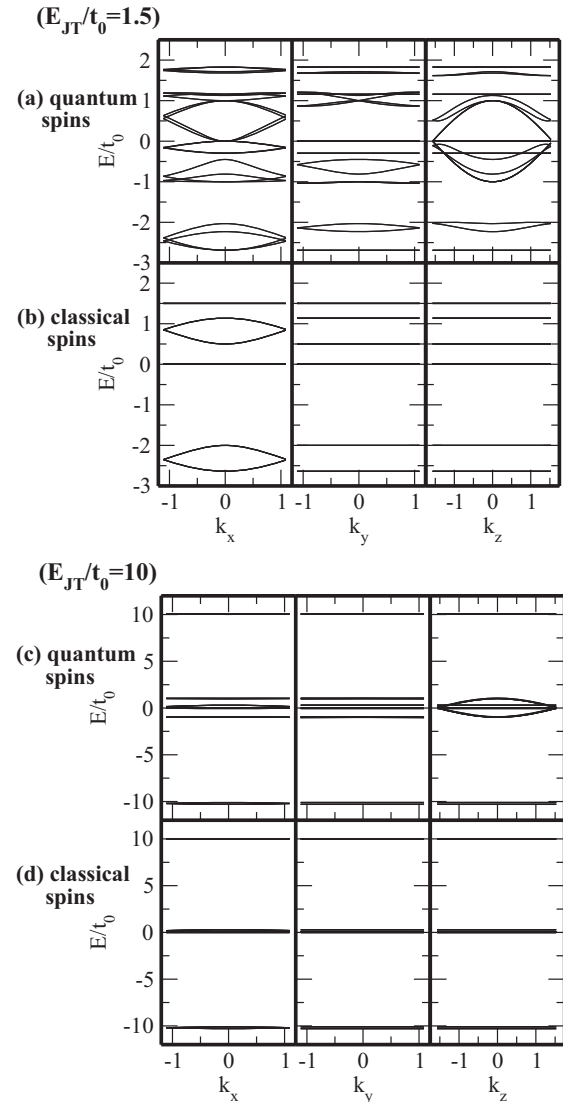 (E_JT/t_0=1.5)
(a) quantum
spins
E/t_0
2
1
0
-1
-2
-3
(b) classical
spins
E/t_0
2
1
0
-1
-2
-3
-1 0 1 -1 0 1 -1 0 1
k_x k_y k_z
(E_JT/t_0=10)
(c) quantum
spins
E/t_0
10
5
0
-5
-10
(d) classical
spins
E/t_0
10
5
0
-5
-10
-1 0 1 -1 0 1 -1 0 1
k_x k_y k_z